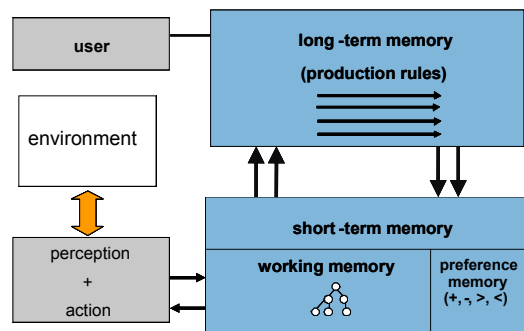 user
long -term memory
(production rules)
environment
short -term memory
perception
+
action
working memory
preference
memory
(+, -, >, <)